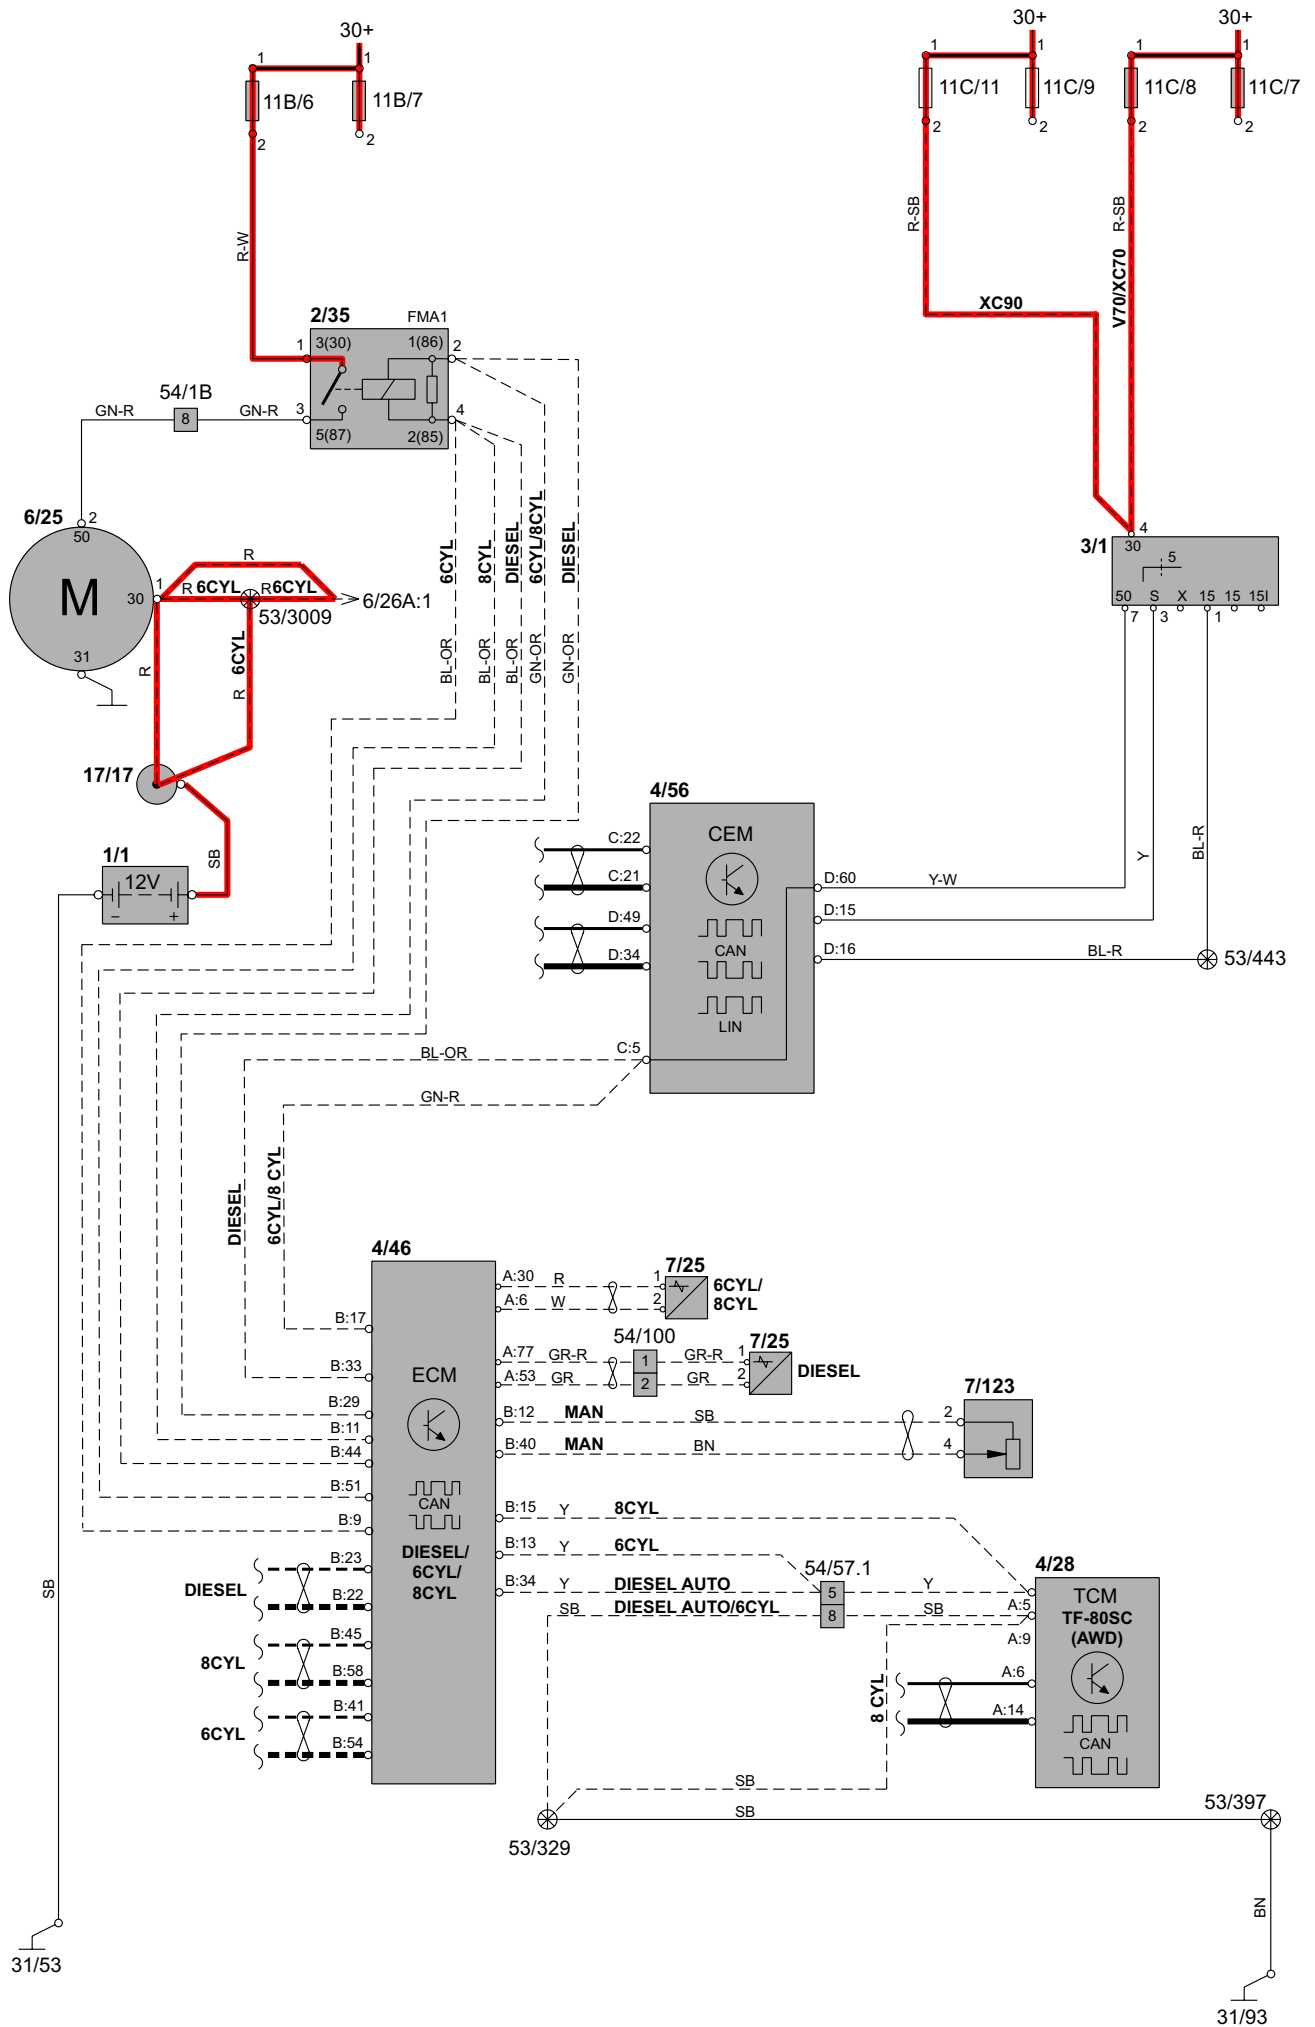 30+
30+
30+
1
1
1
1
1
1
11B/6
11B/7
11C/11
11C/9
11C/8
11C/7
2
2
2
2
2
2
R-W
R-SB
R-SB
XC90
V70/XC70
2/35
FMA1
1
3(30)
1(86)
2
54/1B
GN-R
8
GN-R
3
5(87)
2(85)
4
6/25
2
50
M
30
1
31
R
R
6CYL
R
6CYL
53/3009
6/26A:1
R
R
6CYL
17/17
SB
1/1
12V
−
+
6CYL
8CYL
DIESEL
6CYL/8CYL
DIESEL
BL-OR
BL-OR
BL-OR
GN-OR
GN-OR
3/1
4
30
5
50
S
X
15
15
15I
7
3
1
Y
BL-R
4/56
CEM
C:22
C:21
D:49
D:34
CAN
LIN
D:60
Y-W
D:15
D:16
BL-R
53/443
C:5
BL-OR
GN-R
DIESEL
6CYL/8 CYL
4/46
ECM
CAN
DIESEL/
6CYL/
8CYL
B:17
B:33
B:29
B:11
B:44
B:51
B:9
DIESEL
B:23
B:22
8CYL
B:45
B:58
6CYL
B:41
B:54
A:30
R
1
7/25
A:6
W
2
6CYL/
8CYL
54/100
A:77
GR-R
1
GR-R
1
7/25
A:53
GR
2
GR
2
DIESEL
B:12
MAN
SB
2
7/123
B:40
MAN
BN
4
B:15
Y
8CYL
B:13
Y
6CYL
54/57.1
B:34
Y
DIESEL AUTO
5
Y
SB
DIESEL AUTO/6CYL
8
SB
4/28
TCM
TF-80SC
(AWD)
CAN
A:5
A:9
A:6
A:14
8 CYL
SB
SB
53/329
53/397
BN
SB
31/53
31/93